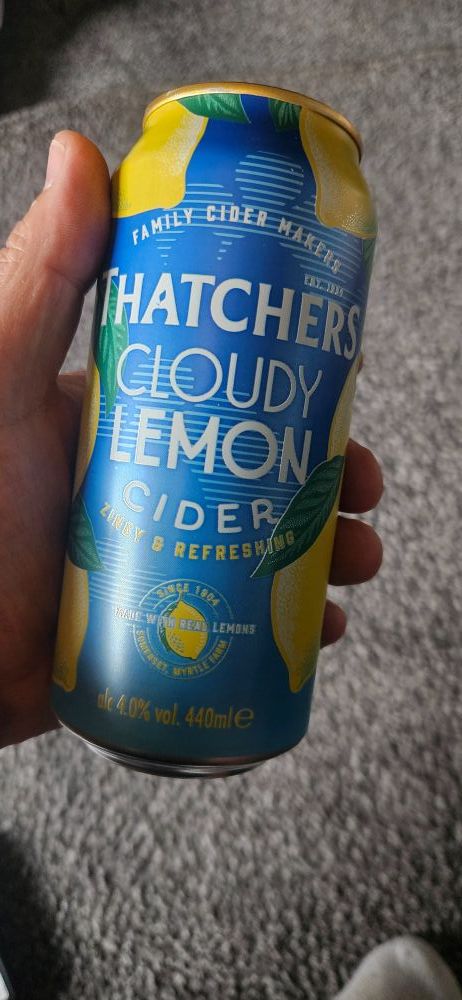 FAMILY CIDER MAKERS
EST. 1904
THATCHERS
CLOUDY
LEMON
CIDER
ZINGY & REFRESHING
SINCE 1904
MADE WITH REAL LEMONS
SOMERSET, MYRTLE FARM
alc 4.0% vol. 440ml e